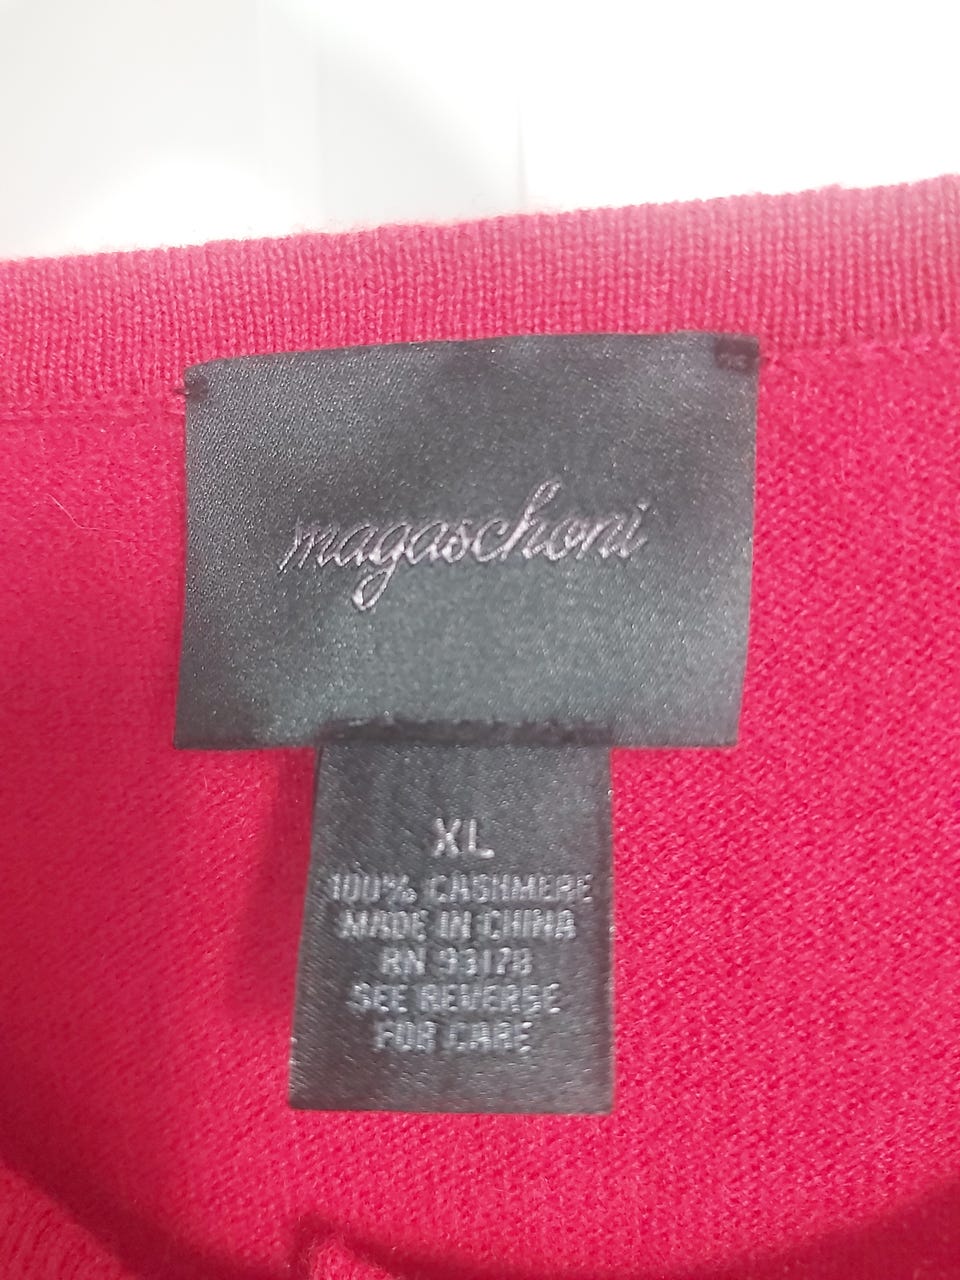 magaschoni
XL
100% CASHMERE
MADE IN CHINA
RN 93178
SEE REVERSE
FOR CARE